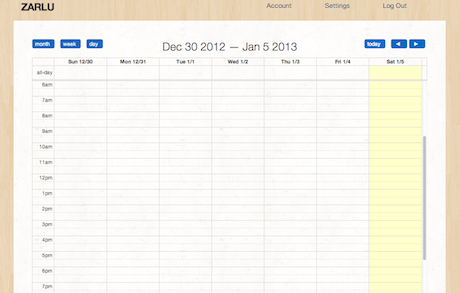 ZARLU Account Settings Log Out
month week day Dec 30 2012 — Jan 5 2013 today ◄ ►
Sun 12/30 Mon 12/31 Tue 1/1 Wed 1/2 Thu 1/3 Fri 1/4 Sat 1/5
all-day
6am
7am
8am
9am
10am
11am
12pm
1pm
2pm
3pm
4pm
5pm
6pm
7pm